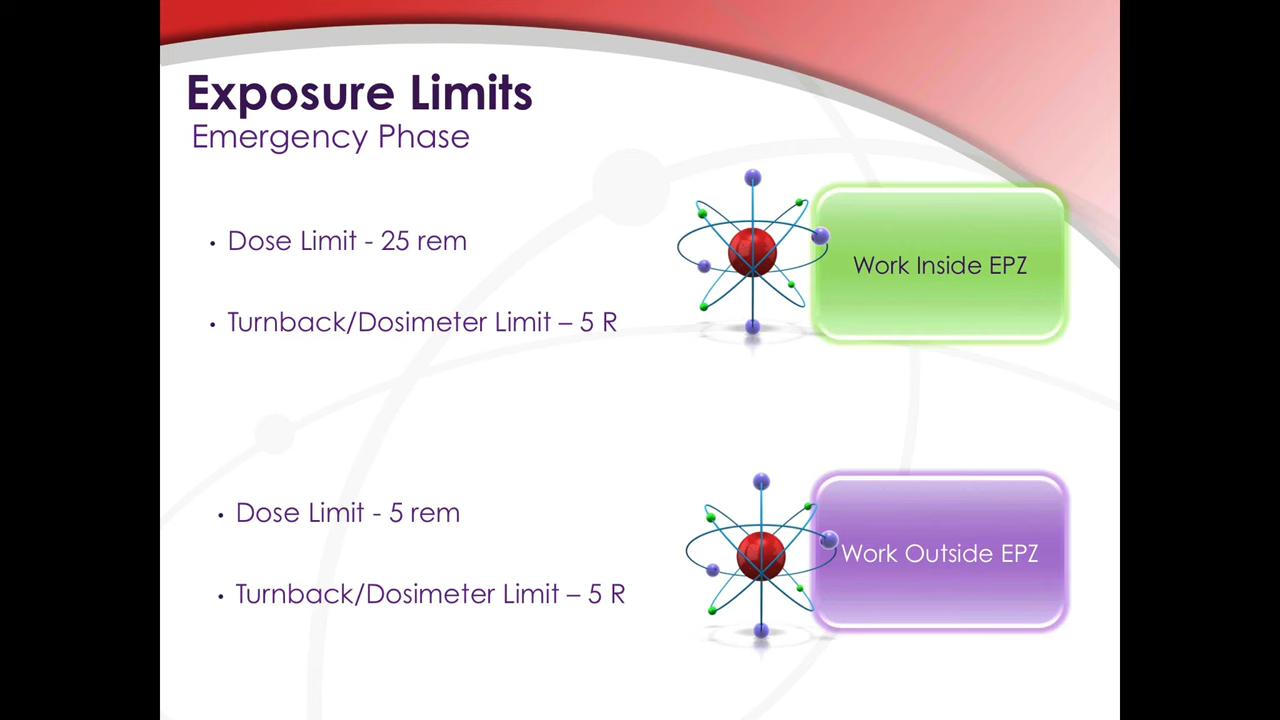 Exposure Limits
Emergency Phase
• Dose Limit - 25 rem
• Turnback/Dosimeter Limit – 5 R
Work Inside EPZ
• Dose Limit - 5 rem
• Turnback/Dosimeter Limit – 5 R
Work Outside EPZ